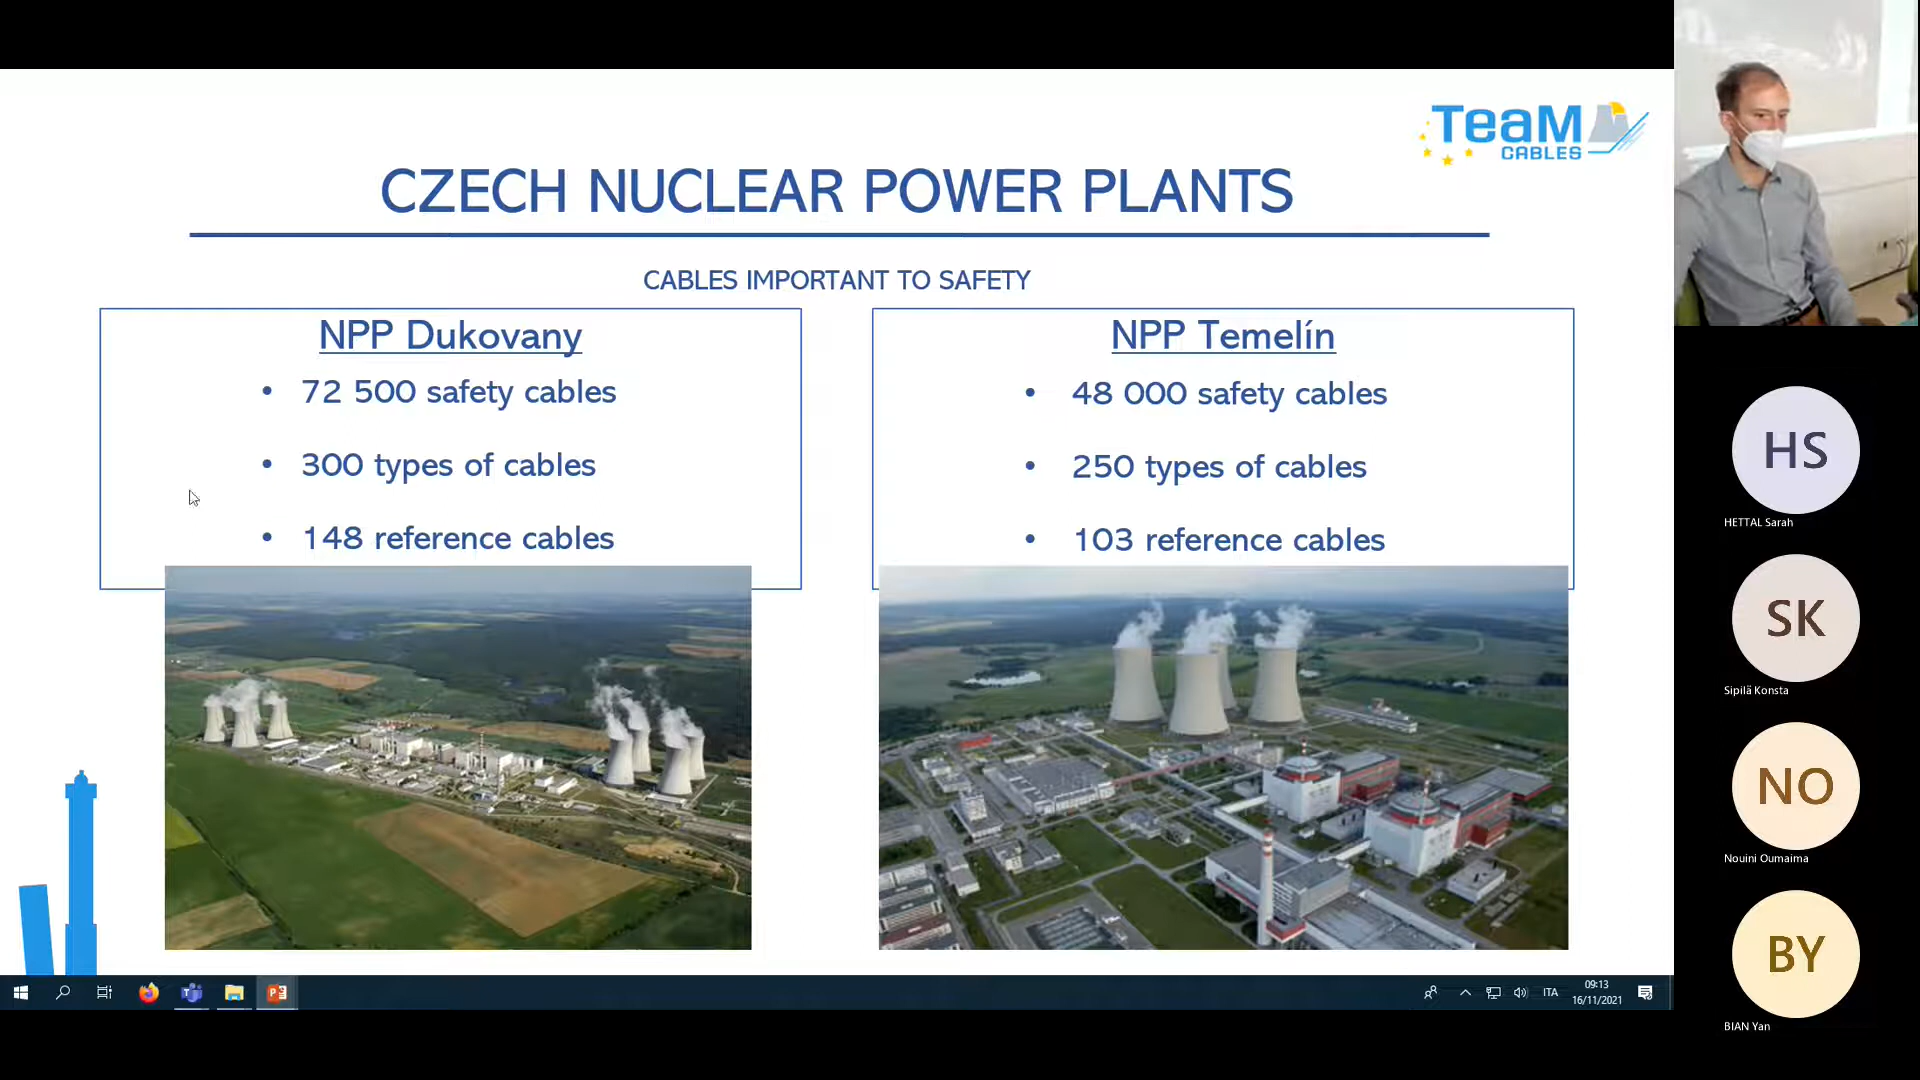 TeaM
CABLES
CZECH NUCLEAR POWER PLANTS
CABLES IMPORTANT TO SAFETY
NPP Dukovany
• 72 500 safety cables
• 300 types of cables
• 148 reference cables
NPP Temelín
• 48 000 safety cables
• 250 types of cables
• 103 reference cables
HS
HETTAL Sarah
SK
Sipilä Konsta
NO
Nouini Oumaima
BY
BIAN Yan
ITA
09:13
16/11/2021